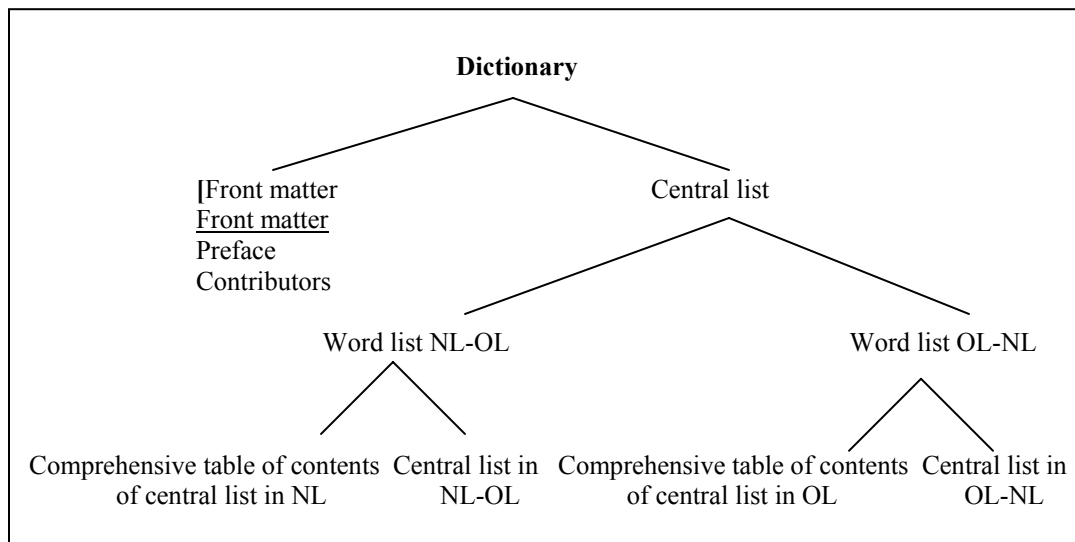 Dictionary
[Front matter
Front matter
Preface
Contributors
Central list
Word list NL-OL
Word list OL-NL
Comprehensive table of contents
of central list in NL
Central list in
NL-OL
Comprehensive table of contents
of central list in OL
Central list in
OL-NL